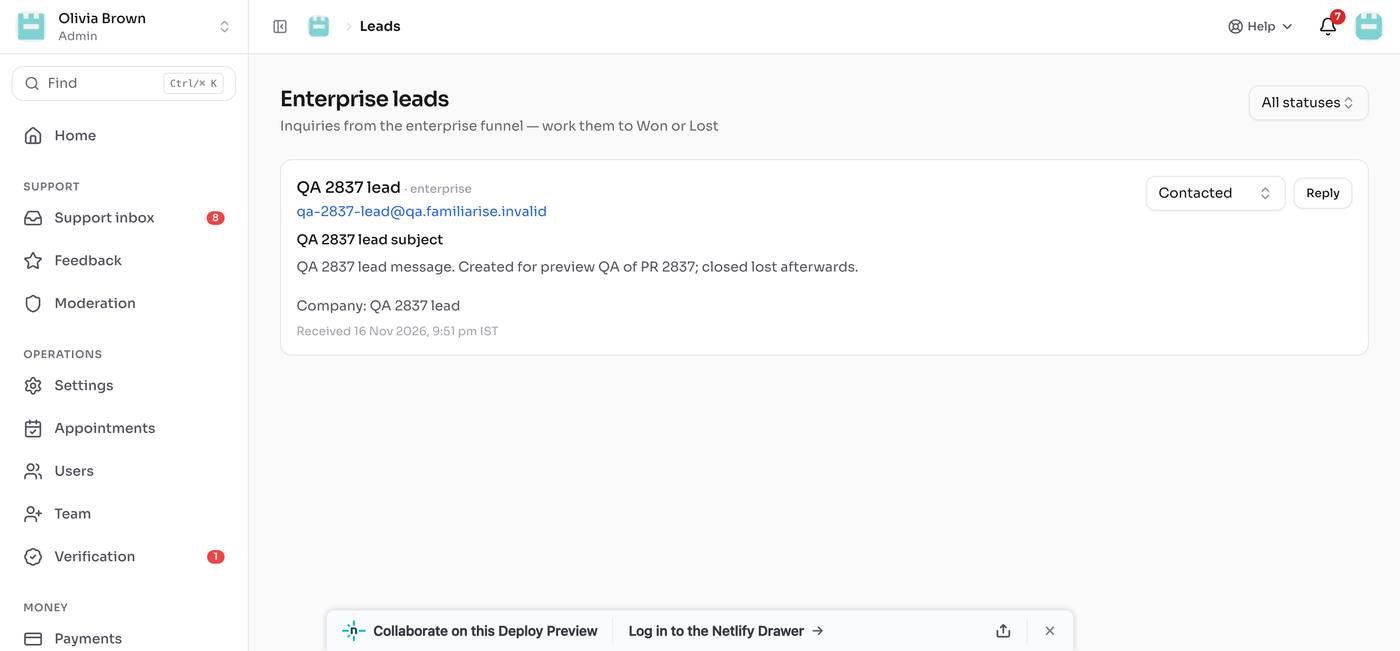 Olivia Brown
Admin
Find
Ctrl/⌘ K
Home
SUPPORT
Support inbox 8
Feedback
Moderation
OPERATIONS
Settings
Appointments
Users
Team
Verification 1
MONEY
Payments
Leads
Help
7
Enterprise leads
Inquiries from the enterprise funnel — work them to Won or Lost
All statuses
QA 2837 lead · enterprise
qa-2837-lead@qa.familiarise.invalid
QA 2837 lead subject
QA 2837 lead message. Created for preview QA of PR 2837; closed lost afterwards.
Company: QA 2837 lead
Received 16 Nov 2026, 9:51 pm IST
Contacted
Reply
Collaborate on this Deploy Preview
Log in to the Netlify Drawer →